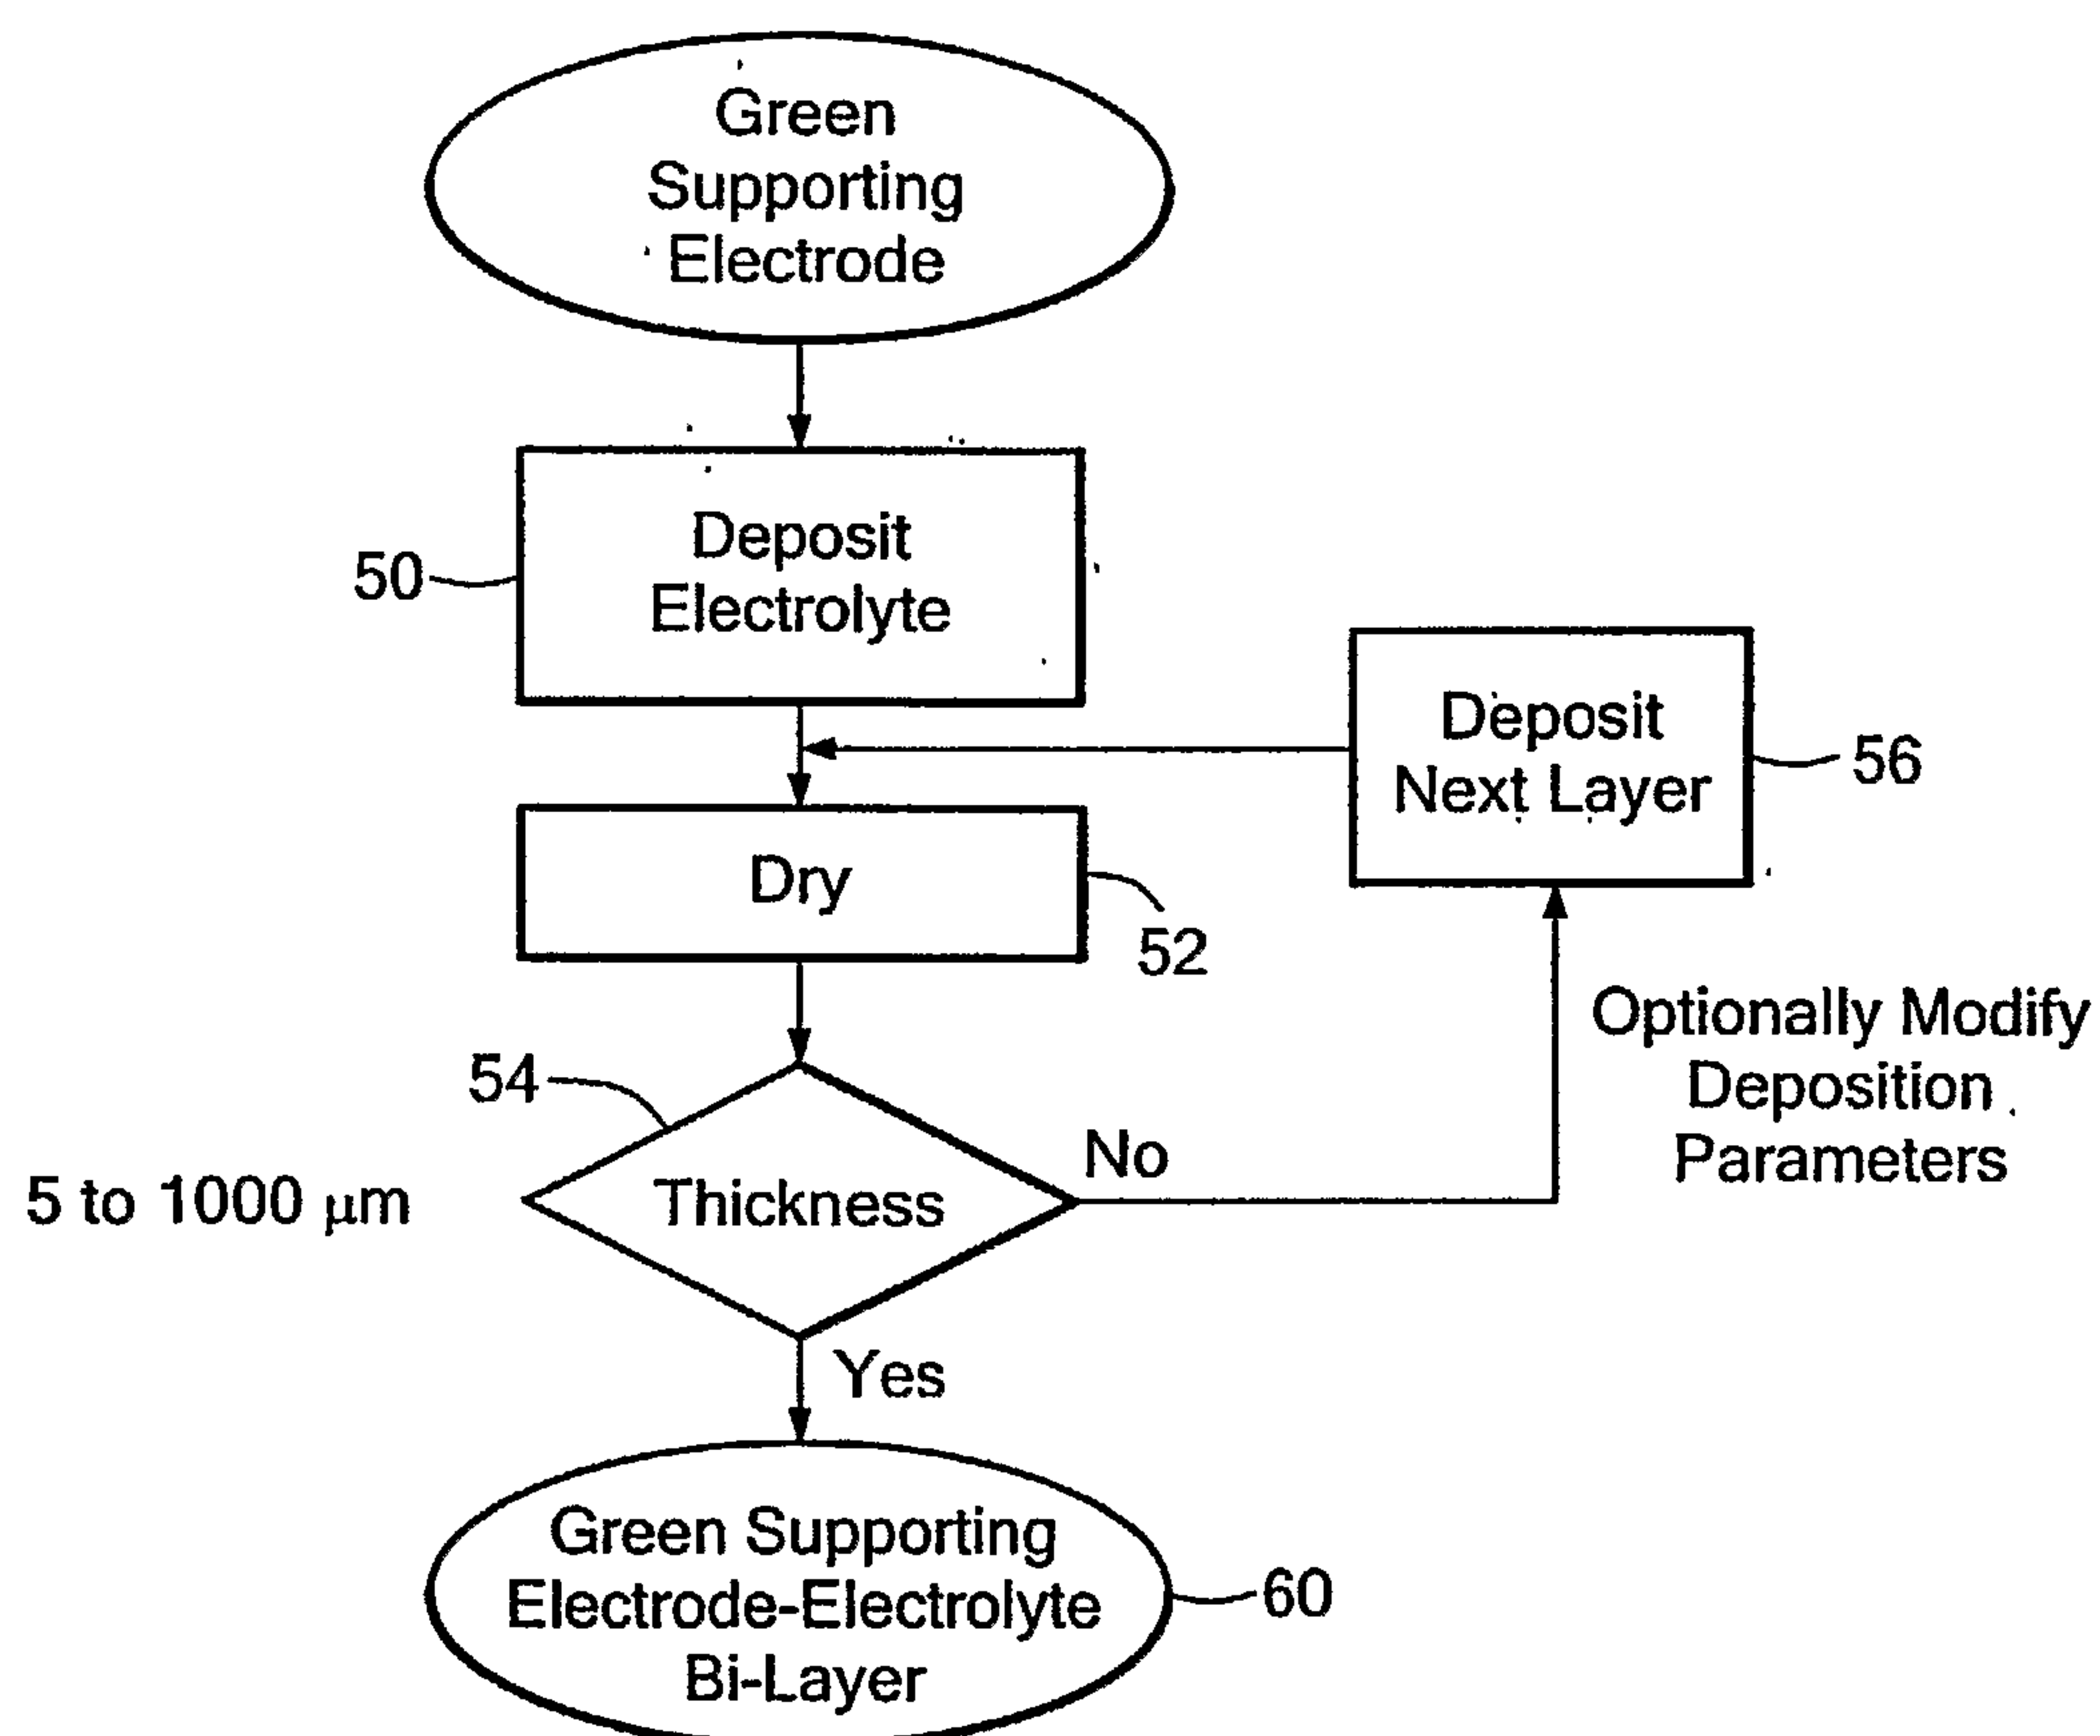 Green
Supporting
Electrode
Deposit
Electrolyte
50
Deposit
Next Layer
56
Dry
52
54
Optionally Modify
Deposition
Parameters
No
5 to 1000 μm
Thickness
Yes
Green Supporting
Electrode-Electrolyte
Bi-Layer
60